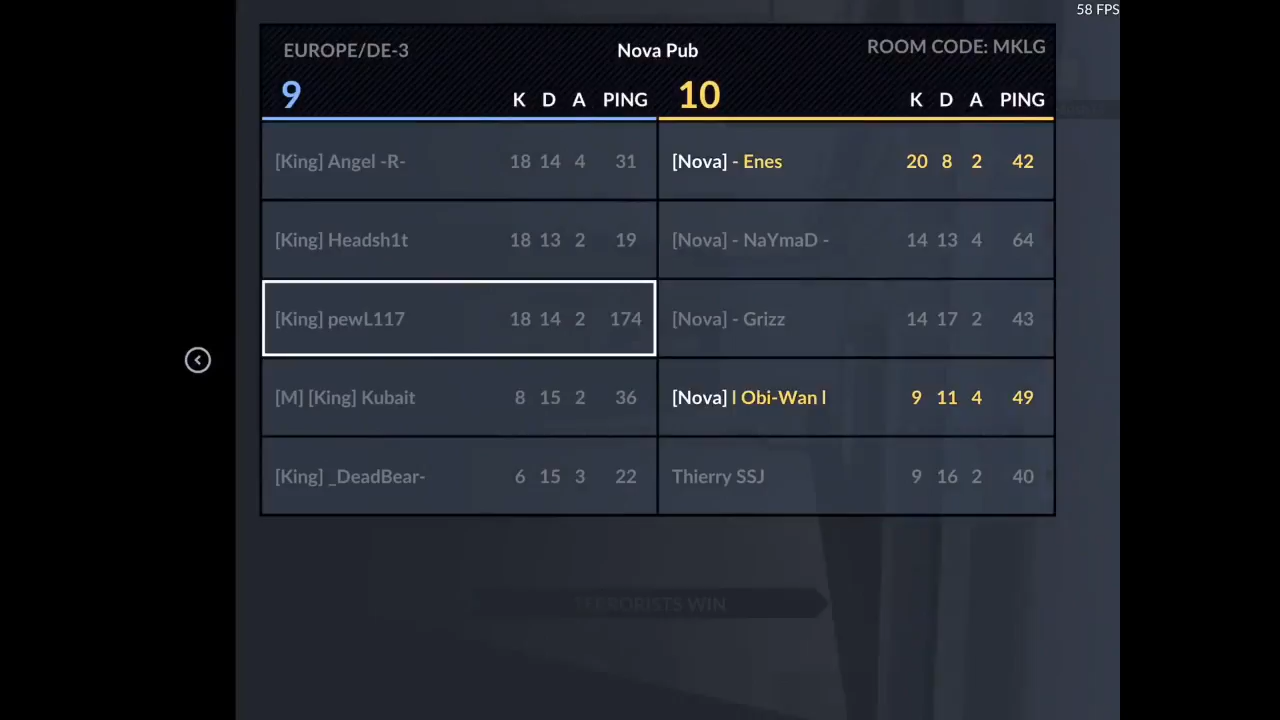 58 FPS
EUROPE/DE-3 Nova Pub ROOM CODE: MKLG
9 K D A PING 10 K D A PING
[King] Angel -R- 18 14 4 31 [Nova] - Enes 20 8 2 42
[King] Headsh1t 18 13 2 19 [Nova] - NaYmaD - 14 13 4 64
[King] pewL117 18 14 2 174 [Nova] - Grizz 14 17 2 43
[M] [King] Kubait 8 15 2 36 [Nova] l Obi-Wan l 9 11 4 49
[King] _DeadBear- 6 15 3 22 Thierry SSJ 9 16 2 40
TERRORISTS WIN